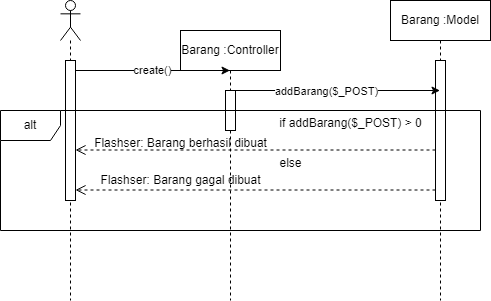 Barang :Model
Barang :Controller
create()
addBarang($_POST)
alt
if addBarang($_POST) > 0
Flashser: Barang berhasil dibuat
else
Flashser: Barang gagal dibuat